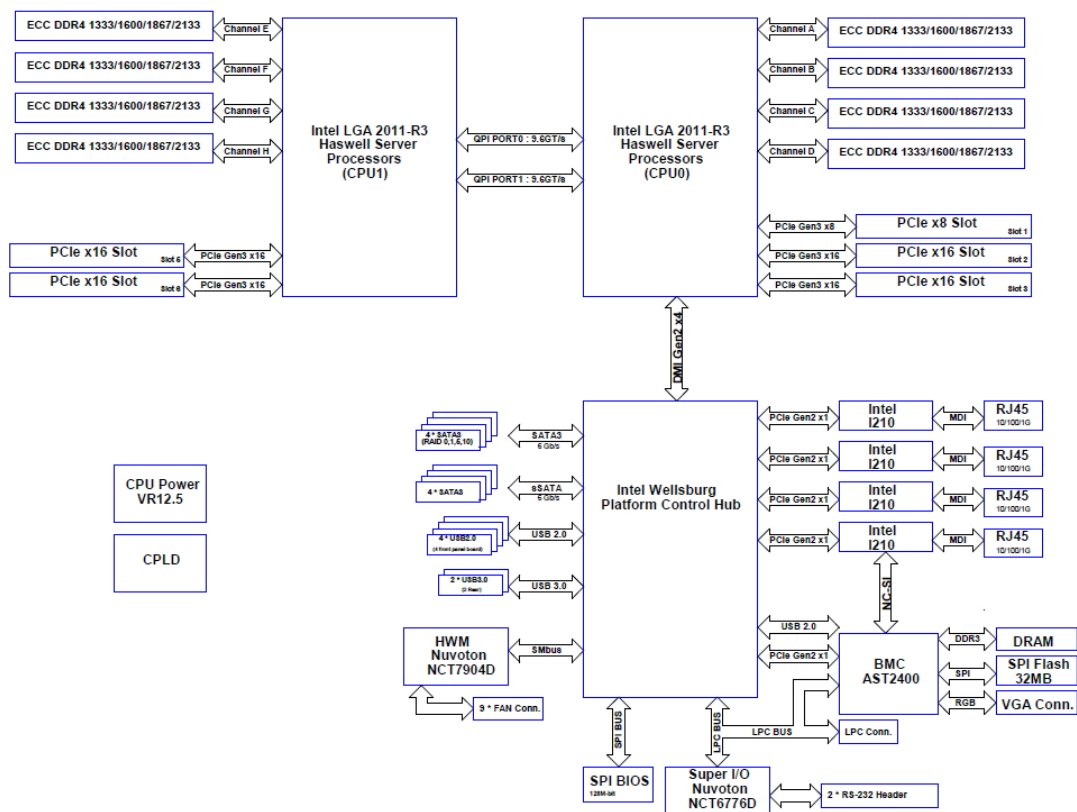 ECC DDR4 1333/1600/1867/2133
Channel E
ECC DDR4 1333/1600/1867/2133
Channel F
ECC DDR4 1333/1600/1867/2133
Channel G
ECC DDR4 1333/1600/1867/2133
Channel H
Intel LGA 2011-R3
Haswell Server
Processors
(CPU1)
QPI PORT0 : 9.6GT/s
QPI PORT1 : 9.6GT/s
Intel LGA 2011-R3
Haswell Server
Processors
(CPU0)
Channel A
ECC DDR4 1333/1600/1867/2133
Channel B
ECC DDR4 1333/1600/1867/2133
Channel C
ECC DDR4 1333/1600/1867/2133
Channel D
ECC DDR4 1333/1600/1867/2133
PCIe x16 Slot
Slot 5
PCIe Gen3 x16
PCIe x16 Slot
Slot 6
PCIe Gen3 x16
PCIe Gen3 x8
PCIe x8 Slot
Slot 1
PCIe Gen3 x16
PCIe x16 Slot
Slot 2
PCIe Gen3 x16
PCIe x16 Slot
Slot 3
DMI Gen2 x4
4 * SATA3
(RAID 0,1,5,10)
SATA3
6 Gb/s
4 * SATA3
sSATA
6 Gb/s
4 * USB2.0
(4 front panel board)
USB 2.0
2 * USB3.0
(2 Rear)
USB 3.0
HWM
Nuvoton
NCT7904D
SMbus
9 * FAN Conn.
CPU Power
VR12.5
CPLD
Intel Wellsburg
Platform Control Hub
PCIe Gen2 x1
Intel
I210
MDI
RJ45
10/100/1G
PCIe Gen2 x1
Intel
I210
MDI
RJ45
10/100/1G
PCIe Gen2 x1
Intel
I210
MDI
RJ45
10/100/1G
PCIe Gen2 x1
Intel
I210
MDI
RJ45
10/100/1G
NC-SI
USB 2.0
PCIe Gen2 x1
BMC
AST2400
DDR3
DRAM
SPI
SPI Flash
32MB
RGB
VGA Conn.
SPI BUS
LPC BUS
LPC BUS
LPC Conn.
SPI BIOS
128M-bit
Super I/O
Nuvoton
NCT6776D
2 * RS-232 Header